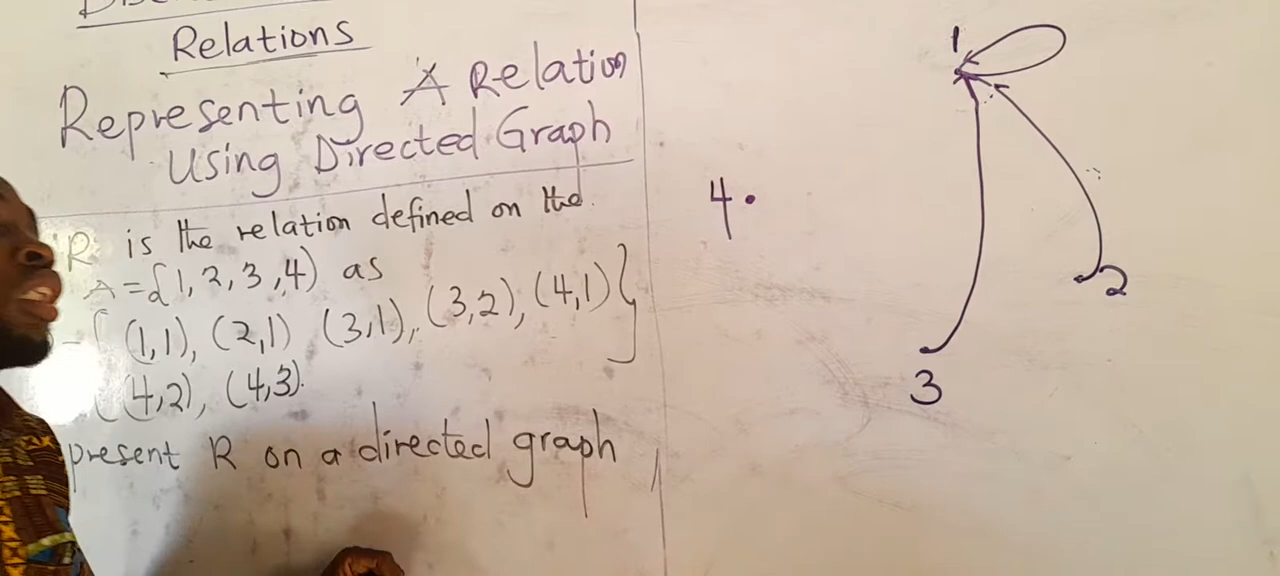 Relations
Representing A Relation
Using Directed Graph
R is the relation defined on the
A={1,2,3,4) as
(1,1), (2,1) (3,1), (3,2), (4,1)}
(4,2), (4,3).
present R on a directed graph,
1
4.
2
3